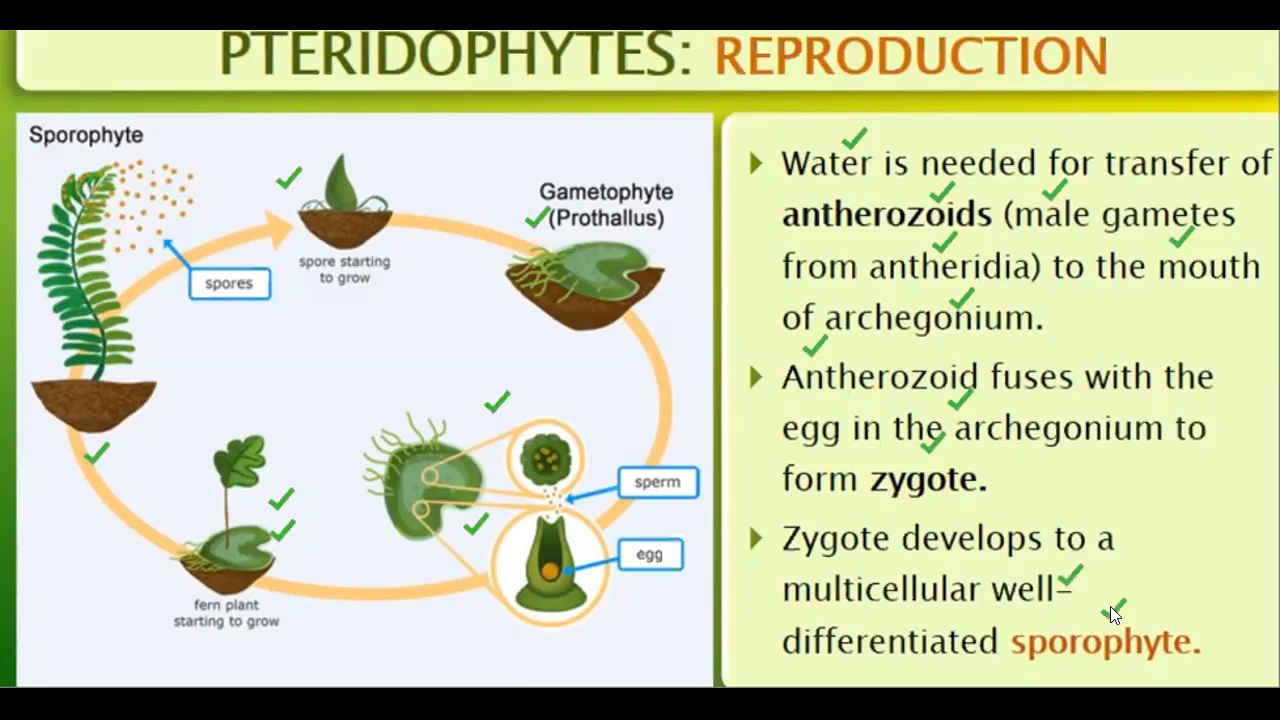 PTERIDOPHYTES: REPRODUCTION
Sporophyte
spores
spore starting
to grow
Gametophyte
(Prothallus)
sperm
egg
fern plant
starting to grow
Water is needed for transfer of
antherozoids (male gametes
from antheridia) to the mouth
of archegonium.
Antherozoid fuses with the
egg in the archegonium to
form zygote.
Zygote develops to a
multicellular well-
differentiated sporophyte.